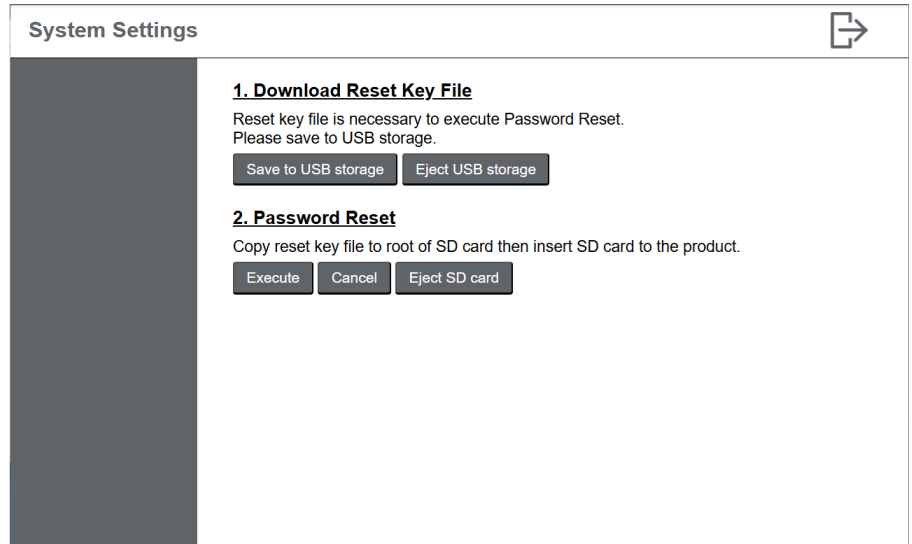 System Settings
1. Download Reset Key File
Reset key file is necessary to execute Password Reset.
Please save to USB storage.
Save to USB storage Eject USB storage
2. Password Reset
Copy reset key file to root of SD card then insert SD card to the product.
Execute Cancel Eject SD card